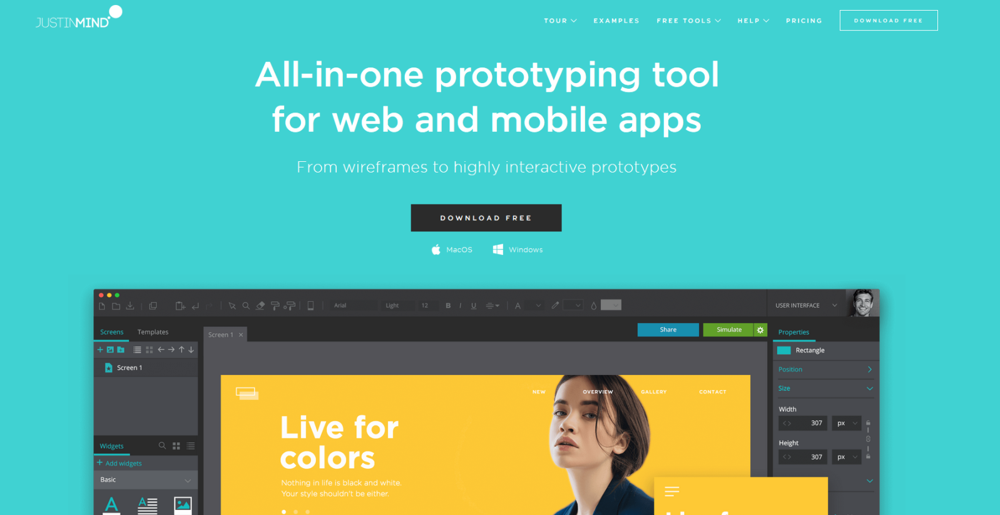 JUSTINMIND
TOUR
EXAMPLES
FREE TOOLS
HELP
PRICING
DOWNLOAD FREE
All-in-one prototyping tool
for web and mobile apps
From wireframes to highly interactive prototypes
DOWNLOAD FREE
MacOS
Windows
Arial
Light
12
B
I
U
A
USER INTERFACE
Screens
Templates
Screen 1
Share
Simulate
Properties
Rectangle
Screen 1
Position
Size
NEW
OVERVIEW
GALLERY
CONTACT
Width
307
px
Live for
colors
Height
307
px
Widgets
Add widgets
Basic
Nothing in life is black and white.
Your style shouldn't be either.